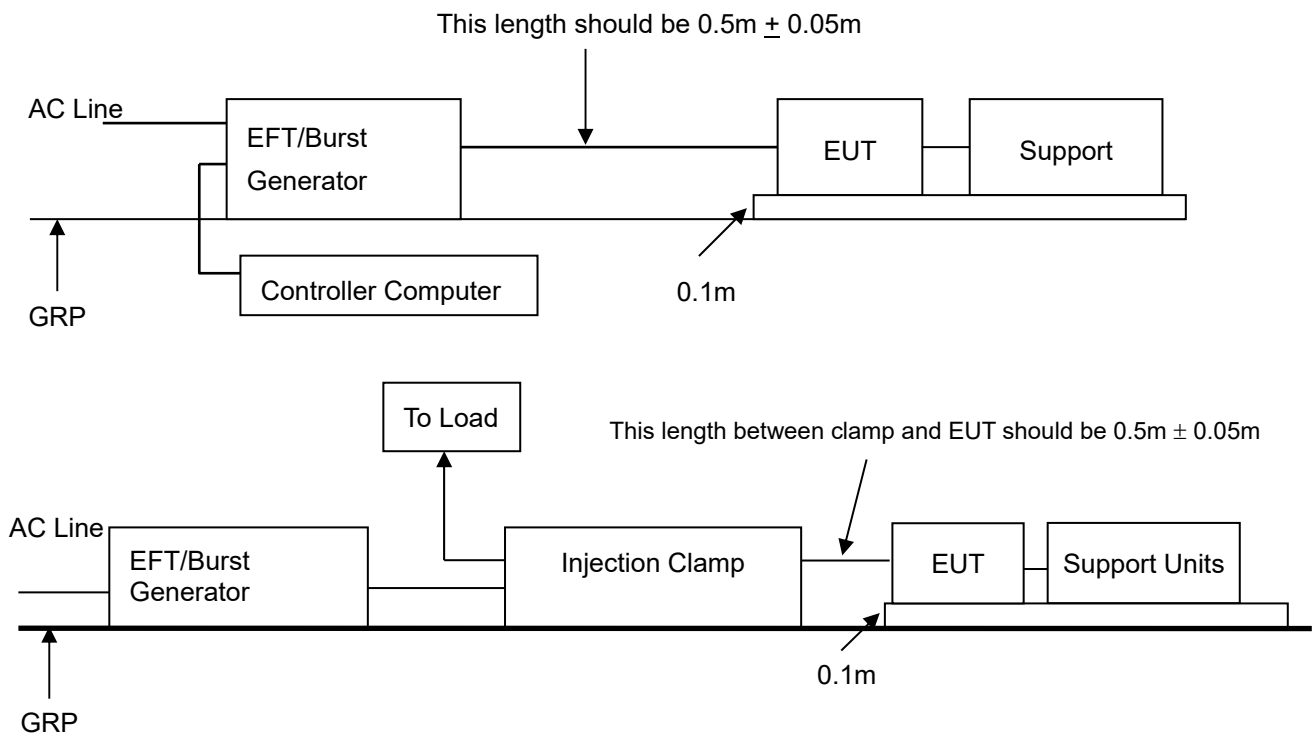 This length should be 0.5m ± 0.05m
AC Line
EFT/Burst
Generator
EUT
Support
Controller Computer
0.1m
GRP
To Load
This length between clamp and EUT should be 0.5m ± 0.05m
AC Line
EFT/Burst
Generator
Injection Clamp
EUT
Support Units
0.1m
GRP